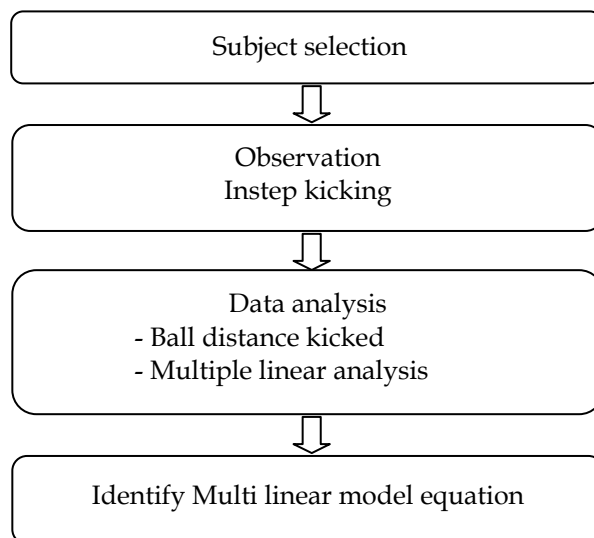 Subject selection
Observation
Instep kicking
Data analysis
- Ball distance kicked
- Multiple linear analysis
Identify Multi linear model equation